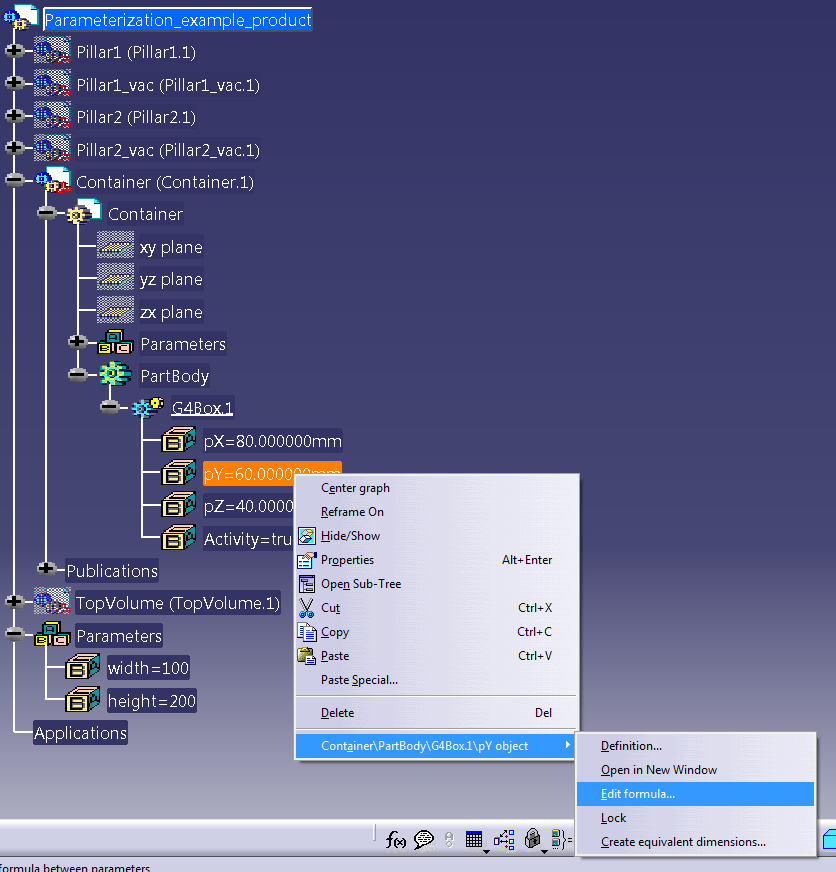 Parameterization_example_product
Pillar1 (Pillar1.1)
Pillar1_vac (Pillar1_vac.1)
Pillar2 (Pillar2.1)
Pillar2_vac (Pillar2_vac.1)
Container (Container.1)
Container
xy plane
yz plane
zx plane
Parameters
PartBody
G4Box.1
pX=80.000000mm
pY=60.000000mm
pZ=40.0000
Activity=tru
Publications
TopVolume (TopVolume.1)
Parameters
width=100
height=200
Applications
Center graph
Reframe On
Hide/Show
Properties Alt+Enter
Open Sub-Tree
Cut Ctrl+X
Copy Ctrl+C
Paste Ctrl+V
Paste Special...
Delete Del
Container\PartBody\G4Box.1\pY object
Definition...
Open in New Window
Edit formula...
Lock
Create equivalent dimensions...
f(x)
formula between parameters